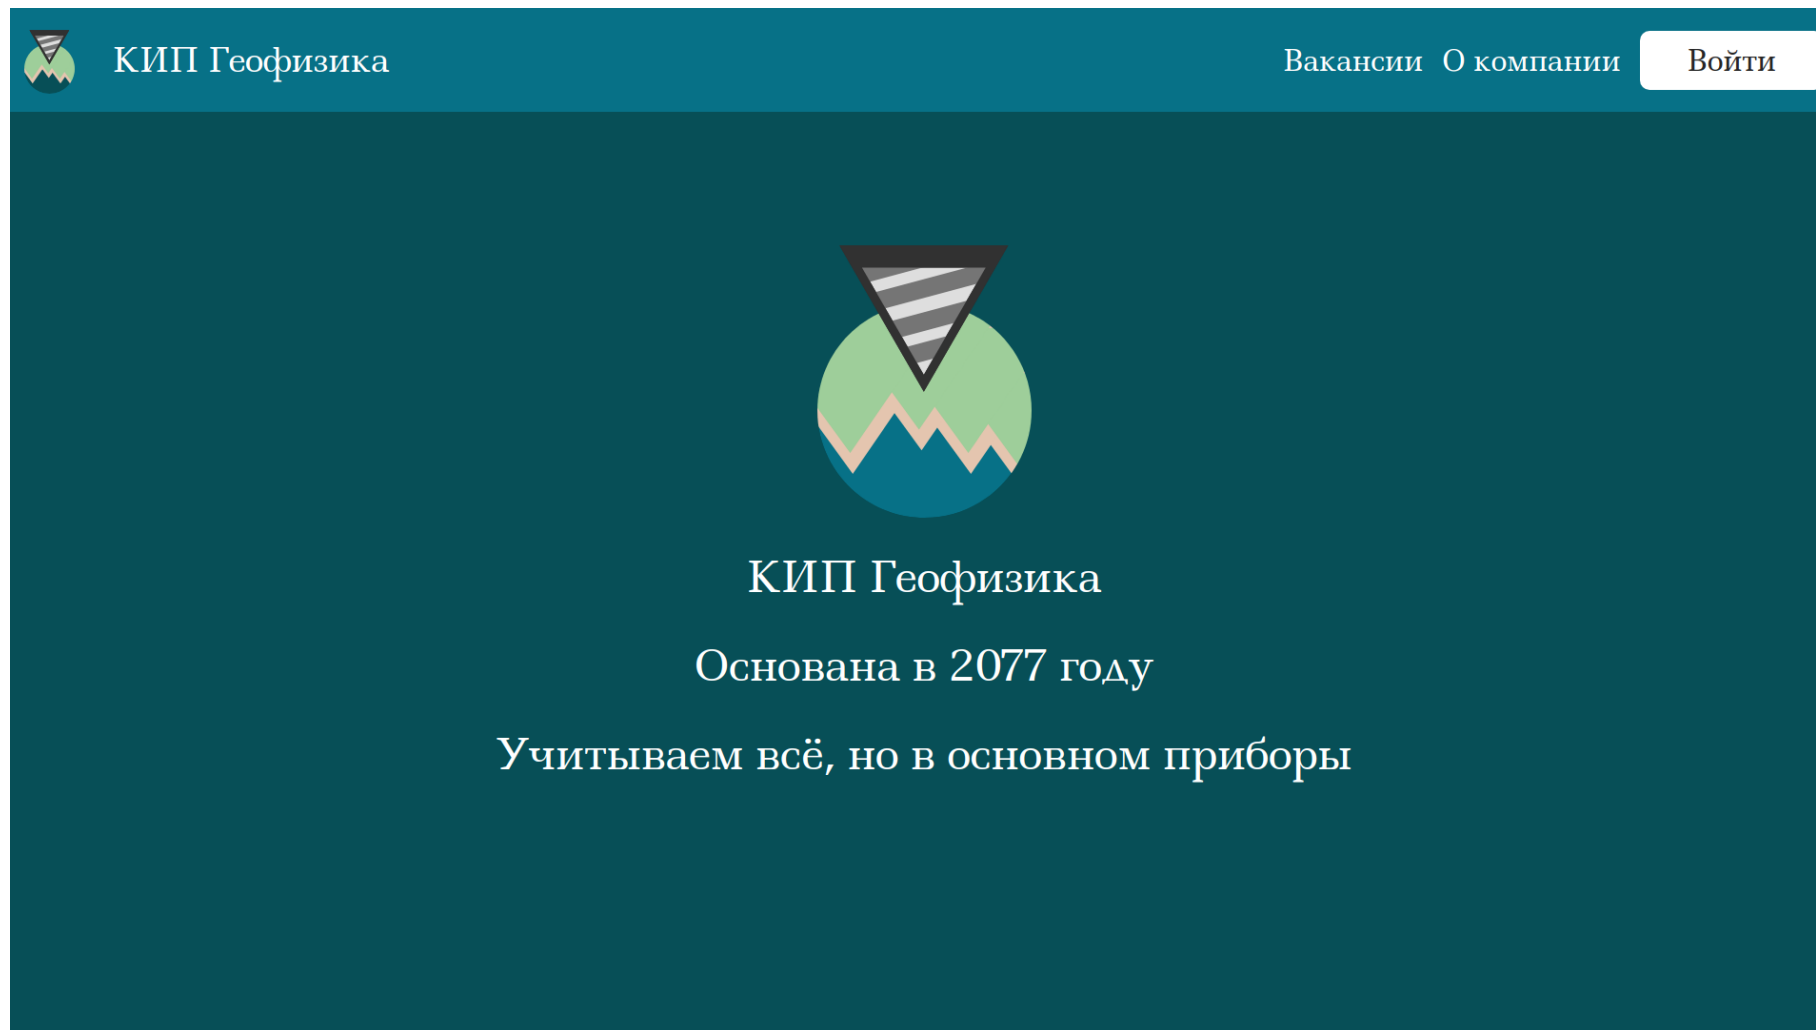 КИП Геофизика
Вакансии О компании Войти
КИП Геофизика
Основана в 2077 году
Учитываем всё, но в основном приборы